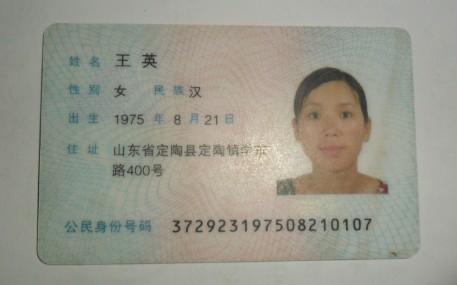 姓名 王英
性别 女 民族 汉
出生 1975 年 8 月 21 日
住址 山东省定陶县定陶镇
路400号
公民身份号码 372923197508210107